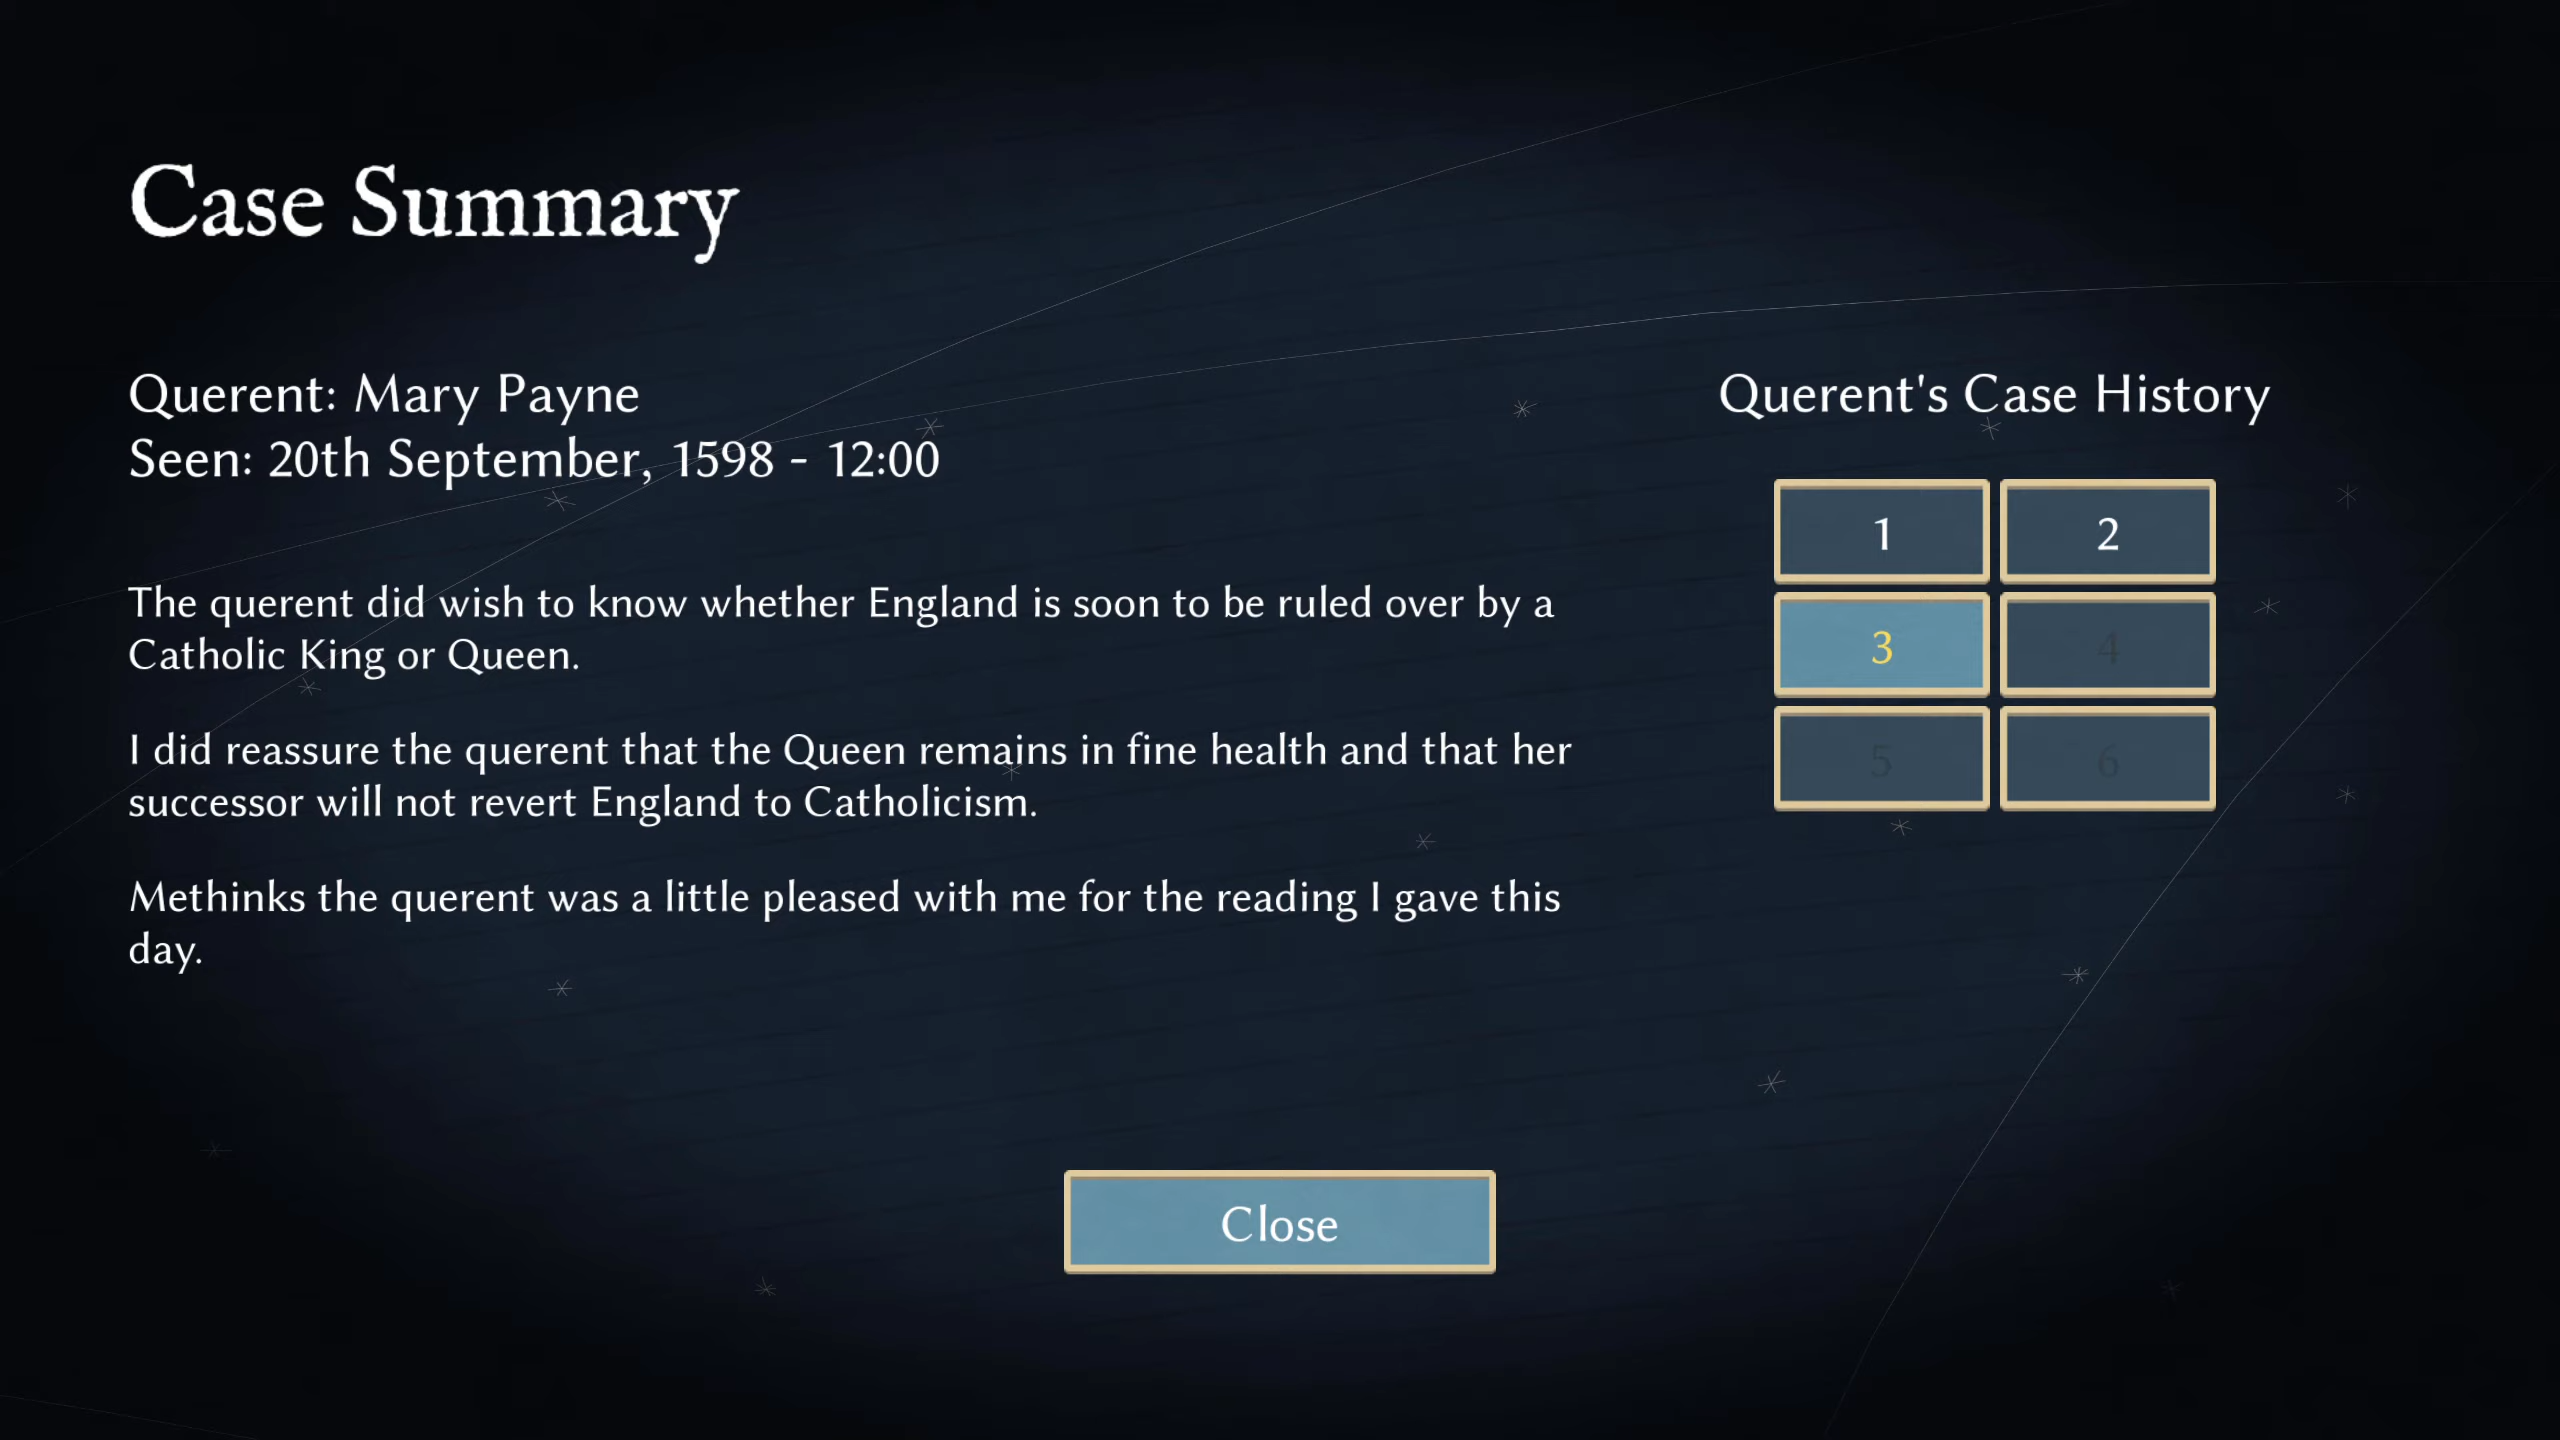 Case Summary
Querent: Mary Payne
Seen: 20th September, 1598 - 12:00
The querent did wish to know whether England is soon to be ruled over by a
Catholic King or Queen.
I did reassure the querent that the Queen remains in fine health and that her
successor will not revert England to Catholicism.
Methinks the querent was a little pleased with me for the reading I gave this
day.
Querent's Case History
1 2
3 4
5 6
Close